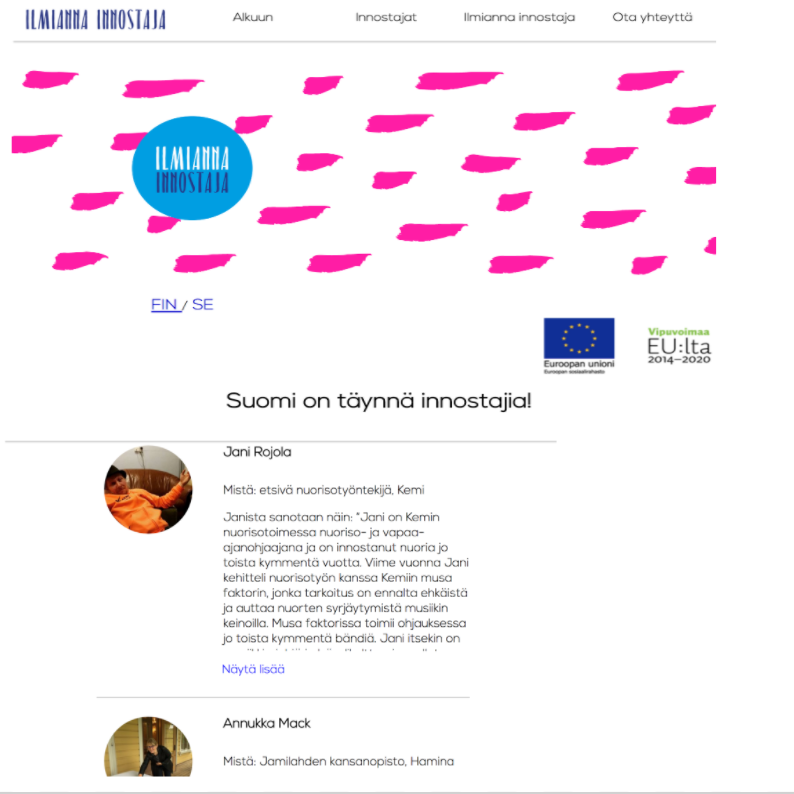 ILMIANNA INNOSTAJA
Alkuun
Innostajat
Ilmianna innostaja
Ota yhteyttä
ILMIANNA
INNOSTAJA
FIN / SE
Euroopan unioni
Euroopan sosiaalirahasto
Vipuvoimaa
EU:lta
2014–2020
Suomi on täynnä innostajia!
Jani Rojola
Mistä: etsivä nuorisotyöntekijä, Kemi
Janista sanotaan näin: "Jani on Kemin
nuorisotoimessa nuoriso- ja vapaa-
ajanohjaajana ja on innostanut nuoria jo
toista kymmentä vuotta. Viime vuonna Jani
kehitteli nuorisotyön kanssa Kemiin musa
faktorin, jonka tarkoitus on ennalta ehkäistä
ja auttaa nuorten syrjäytymistä musiikin
keinoilla. Musa faktorissa toimii ohjauksessa
jo toista kymmentä bändiä. Jani itsekin on
Näytä lisää
Annukka Mack
Mistä: Jamilahden kansanopisto, Hamina